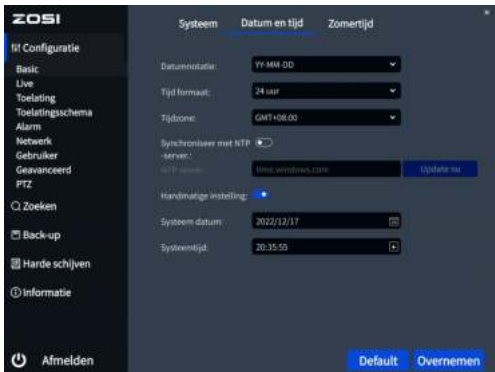 ZOSI
Systeem
Datum en tijd
Zomertijd
Configuratie
Basic
Live
Toelating
Toelatingsschema
Alarm
Netwerk
Gebruiker
Geavanceerd
PTZ
Zoeken
Back-up
Harde schijven
Informatie
Afmelden
Datumnotatie: YY-MM-DD
Tijd formaat: 24 uur
Tijdzone: GMT+08:00
Synchroniseer met NTP
-server.:
NTP server: time.windows.com Update nu
Handmatige instelling:
Systeem datum: 2022/12/17
Systeemtijd: 20:35:55
Default
Overnemen